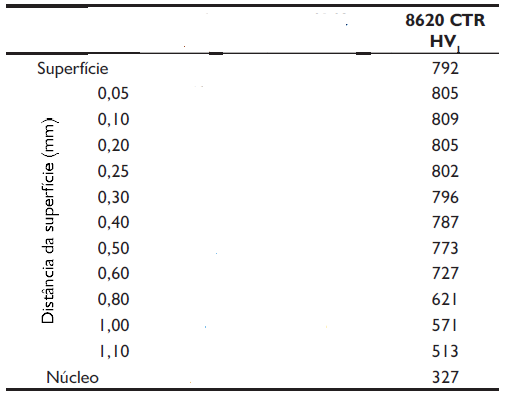 8620 CTR
HV1
Superfície 792
Distância da superfície (mm)
0,05 805
0,10 809
0,20 805
0,25 802
0,30 796
0,40 787
0,50 773
0,60 727
0,80 621
1,00 571
1,10 513
Núcleo 327